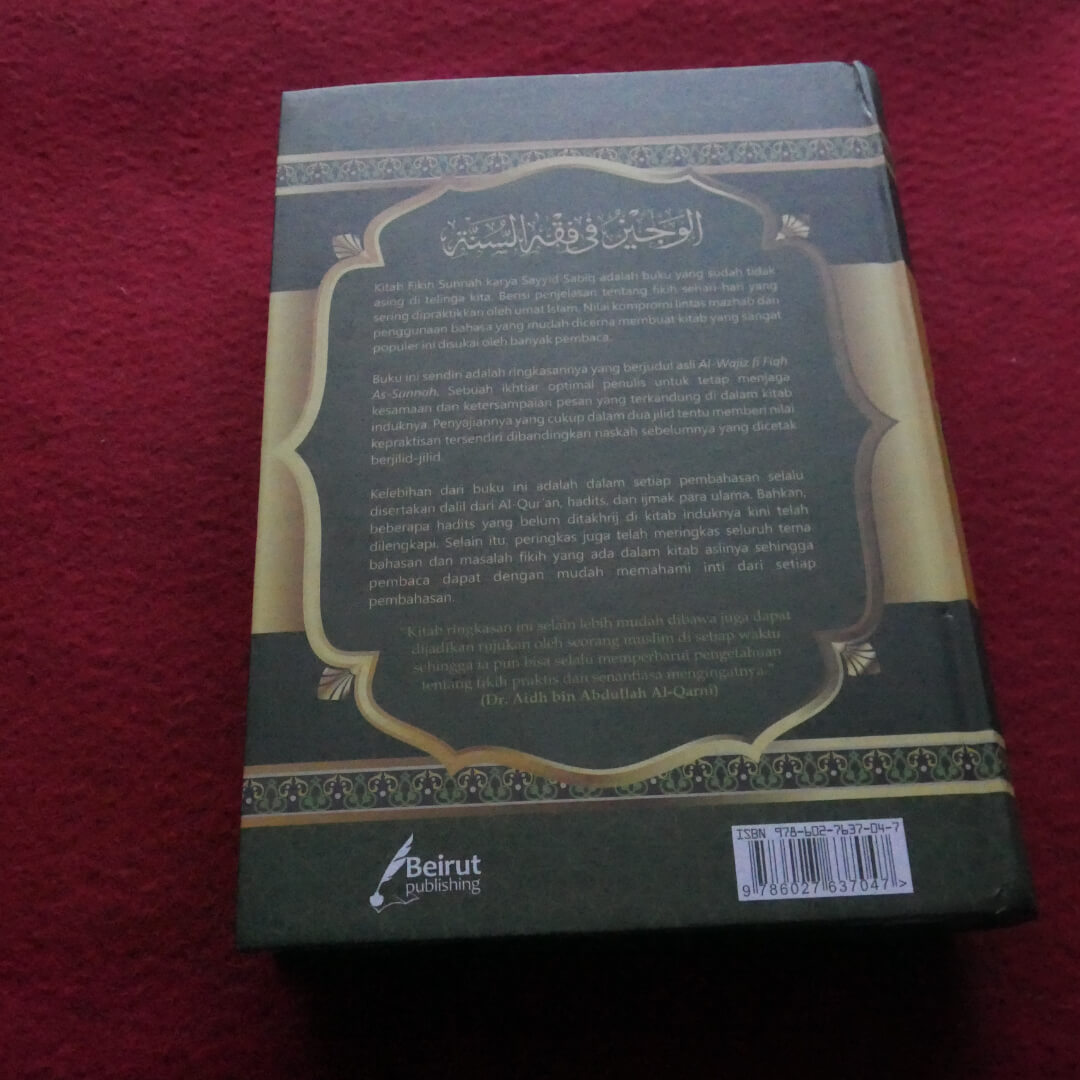 الوَجِيْزُ فِي فِقْهِ السُّنَّةِ
Kitab Fikih Sunnah karya Sayyid Sabiq adalah buku yang sudah tidak
asing di telinga kita. Berisi penjelasan tentang fikih sehari-hari yang
sering dipraktikkan oleh umat Islam. Nilai kompromi lintas mazhab dan
penggunaan bahasa yang mudah dicerna membuat kitab yang sangat
populer ini disukai oleh banyak pembaca.
Buku ini sendiri adalah ringkasannya yang berjudul asli Al-Wajiz fi Fiqh
As-Sunnah. Sebuah ikhtiar optimal penulis untuk tetap menjaga
kesamaan dan ketersampaian pesan yang terkandung di dalam kitab
induknya. Penyajiannya yang cukup dalam dua jilid tentu memberi nilai
kepraktisan tersendiri dibandingkan naskah sebelumnya yang dicetak
berjilid-jilid.
Kelebihan dari buku ini adalah dalam setiap pembahasan selalu
disertakan dalil dari Al-Qur'an, hadits, dan ijmak para ulama. Bahkan,
beberapa hadits yang belum ditakhrij di kitab induknya kini telah
dilengkapi. Selain itu, peringkas juga telah meringkas seluruh tema
bahasan dan masalah fikih yang ada dalam kitab aslinya sehingga
pembaca dapat dengan mudah memahami inti dari setiap
pembahasan.
"Kitab ringkasan ini selain lebih mudah dibawa juga dapat
dijadikan rujukan oleh seorang muslim di setiap waktu
sehingga ia pun bisa selalu memperbarui pengetahuan
tentang fikih praktis dan senantiasa mengingatnya."
(Dr. Aidh bin Abdullah Al-Qarni)
Beirut
publishing
ISBN 978-602-7637-04-7
9 786027 637047 >